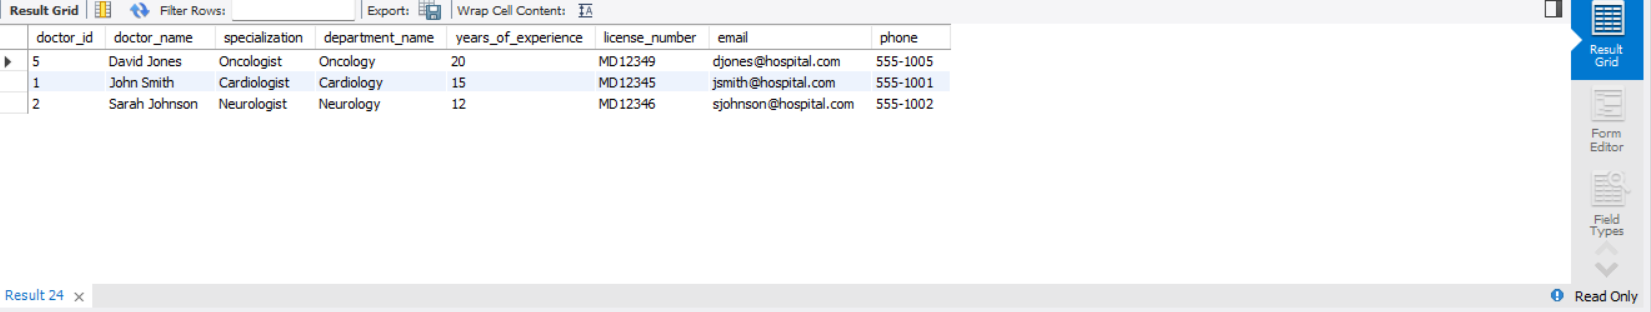 Result Grid Filter Rows: Export: Wrap Cell Content: IA
doctor_id doctor_name specialization department_name years_of_experience license_number email phone
5 David Jones Oncologist Oncology 20 MD12349 djones@hospital.com 555-1005
1 John Smith Cardiologist Cardiology 15 MD12345 jsmith@hospital.com 555-1001
2 Sarah Johnson Neurologist Neurology 12 MD12346 sjohnson@hospital.com 555-1002
Result
Grid
Form
Editor
Field
Types
Result 24 Read Only